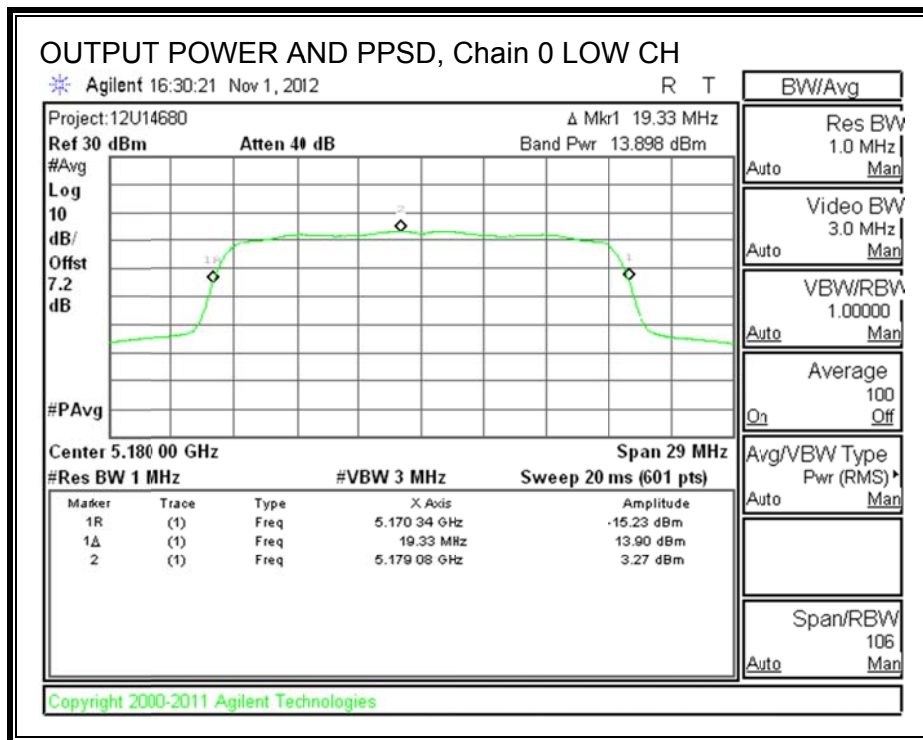 OUTPUT POWER AND PPSD, Chain 0 LOW CH
Agilent 16:30:21 Nov 1, 2012 R T
Project:12U14680 Δ Mkr1 19.33 MHz
Ref 30 dBm Atten 40 dB Band Pwr 13.898 dBm
#Avg
Log
10
dB/
Offst
7.2
dB
#PAvg
2
1R
1
Center 5.180 00 GHz Span 29 MHz
#Res BW 1 MHz #VBW 3 MHz Sweep 20 ms (601 pts)
Marker Trace Type X Axis Amplitude
1R (1) Freq 5.170 34 GHz -15.23 dBm
1Δ (1) Freq 19.33 MHz 13.90 dBm
2 (1) Freq 5.179 08 GHz 3.27 dBm
Copyright 2000-2011 Agilent Technologies
BW/Avg
Res BW
1.0 MHz
Auto Man
Video BW
3.0 MHz
Auto Man
VBW/RBW
1.00000
Auto Man
Average
100
On Off
Avg/VBW Type
Pwr (RMS)
Auto Man
Span/RBW
106
Auto Man